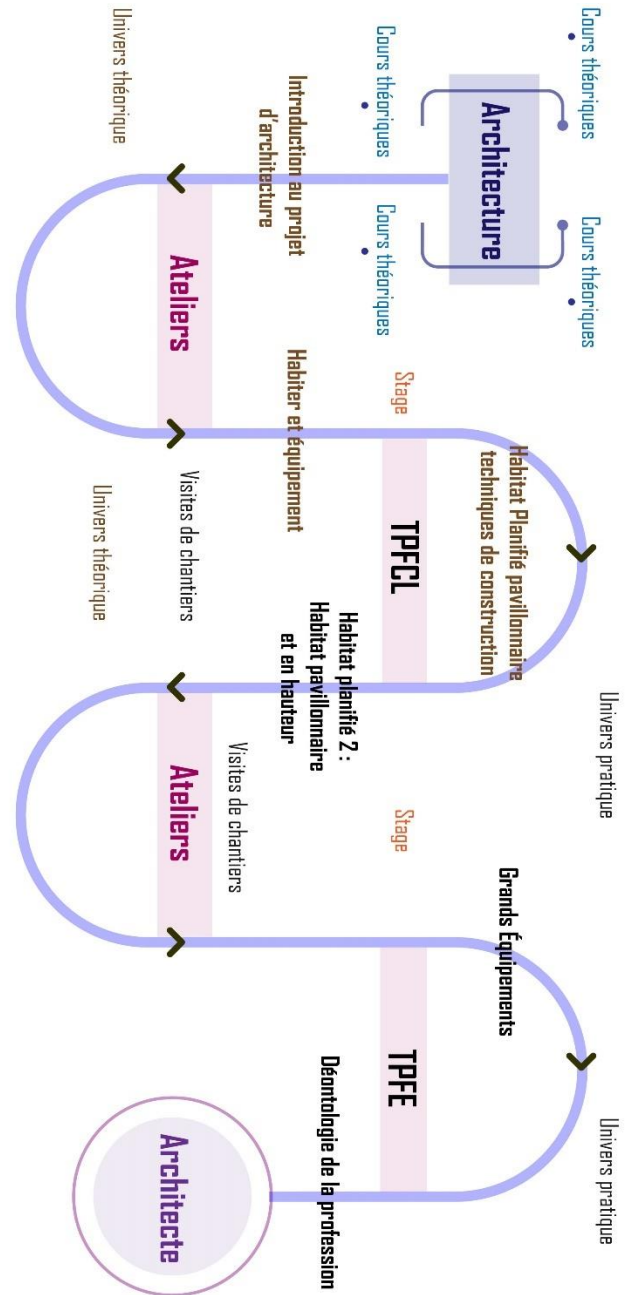 Cours théoriques
Cours théoriques
Architecture
Cours théoriques
Cours théoriques
Introduction au projet
d'architecture
Univers théorique
Ateliers
Habiter et équipement
Visites de chantiers
Univers théorique
Stage
TPFCL
Habitat Planifié pavillonnaire
techniques de construction
Univers pratique
Habitat planifié 2 :
Habitat pavillonnaire
et en hauteur
Ateliers
Visites de chantiers
Stage
Grands Équipements
TPFE
Univers pratique
Déontologie de la profession
Architecte